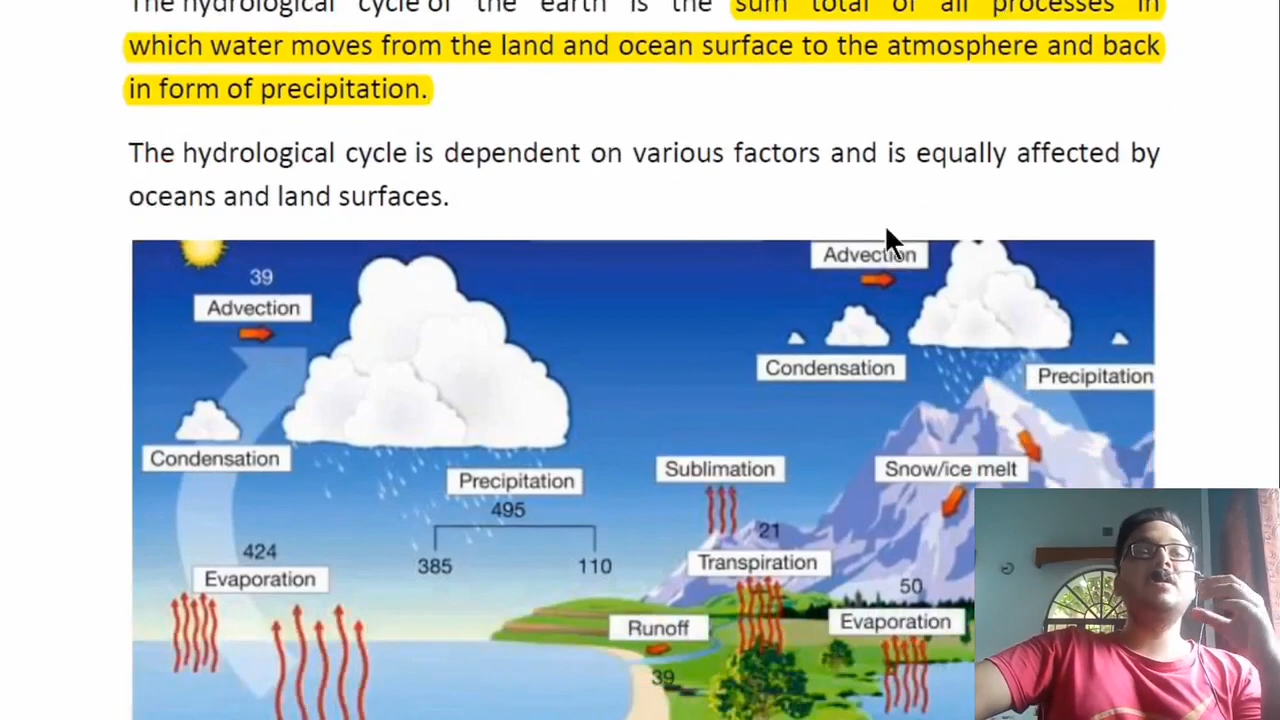 The hydrological cycle of the earth is the sum total of all processes in
which water moves from the land and ocean surface to the atmosphere and back
in form of precipitation.
The hydrological cycle is dependent on various factors and is equally affected by
oceans and land surfaces.
Advection
39
Advection
Condensation
Precipitation
Condensation
Precipitation
495
385
110
Sublimation
Snow/ice melt
21
Transpiration
424
Evaporation
50
Evaporation
Runoff
39